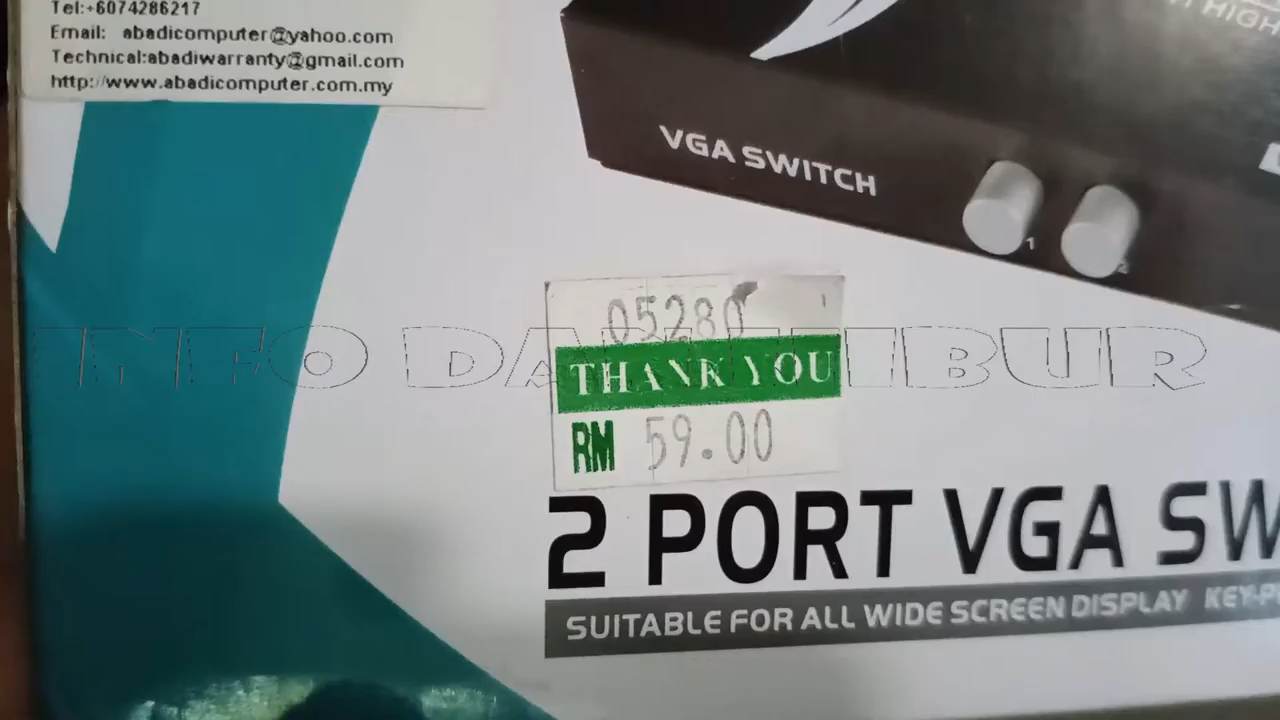 Tel:+6074286217
Email: abadicomputer@yahoo.com
Technical:abadiwarranty@gmail.com
http://www.abadicomputer.com.my
HIGH
VGA SWITCH
1
2
05280
THANK YOU
RM 59.00
INFO DAN HIBUR
2 PORT VGA SW
SUITABLE FOR ALL WIDE SCREEN DISPLAY KEY-P